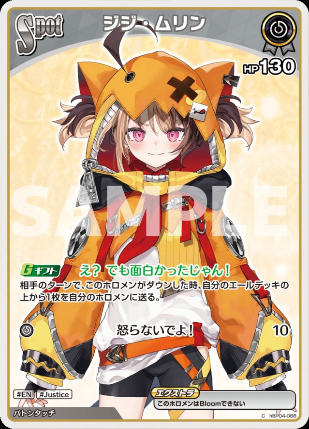 Spot
ジジ・ムリン
HP130
SAMPLE
ギフト え？でも面白かったじゃん！
相手のターンで、このホロメンがダウンした時、自分のエールデッキの
上から1枚を自分のホロメンに送る。
怒らないでよ！ 10
#EN #Justice
エクストラ
このホロメンはBloomできない
バトンタッチ
C hBP04-088